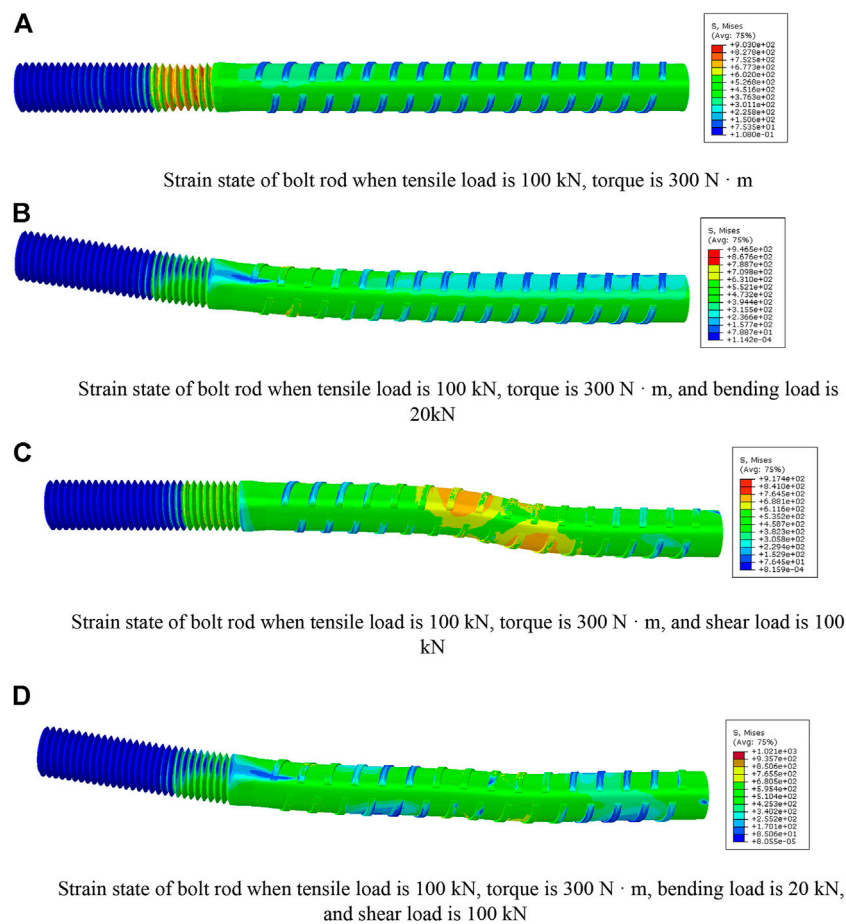 A
S, Mises
(Avg: 75%)
+9.030e+02
+8.278e+02
+7.525e+02
+6.773e+02
+6.020e+02
+5.268e+02
+4.516e+02
+3.763e+02
+3.011e+02
+2.258e+02
+1.506e+02
+7.535e+01
+1.080e-01
Strain state of bolt rod when tensile load is 100 kN, torque is 300 N · m
B
S, Mises
(Avg: 75%)
+9.465e+02
+8.676e+02
+7.887e+02
+7.098e+02
+6.310e+02
+5.521e+02
+4.732e+02
+3.944e+02
+3.155e+02
+2.366e+02
+1.577e+02
+7.887e+01
+1.142e-04
Strain state of bolt rod when tensile load is 100 kN, torque is 300 N · m, and bending load is
20kN
C
S, Mises
(Avg: 75%)
+9.174e+02
+8.410e+02
+7.645e+02
+6.881e+02
+6.116e+02
+5.352e+02
+4.587e+02
+3.823e+02
+3.058e+02
+2.294e+02
+1.529e+02
+7.645e+01
+8.159e-04
Strain state of bolt rod when tensile load is 100 kN, torque is 300 N · m, and shear load is 100
kN
D
S, Mises
(Avg: 75%)
+1.021e+03
+9.357e+02
+8.506e+02
+7.655e+02
+6.805e+02
+5.954e+02
+5.104e+02
+4.253e+02
+3.402e+02
+2.552e+02
+1.701e+02
+8.506e+01
+8.055e-05
Strain state of bolt rod when tensile load is 100 kN, torque is 300 N · m, bending load is 20 kN,
and shear load is 100 kN